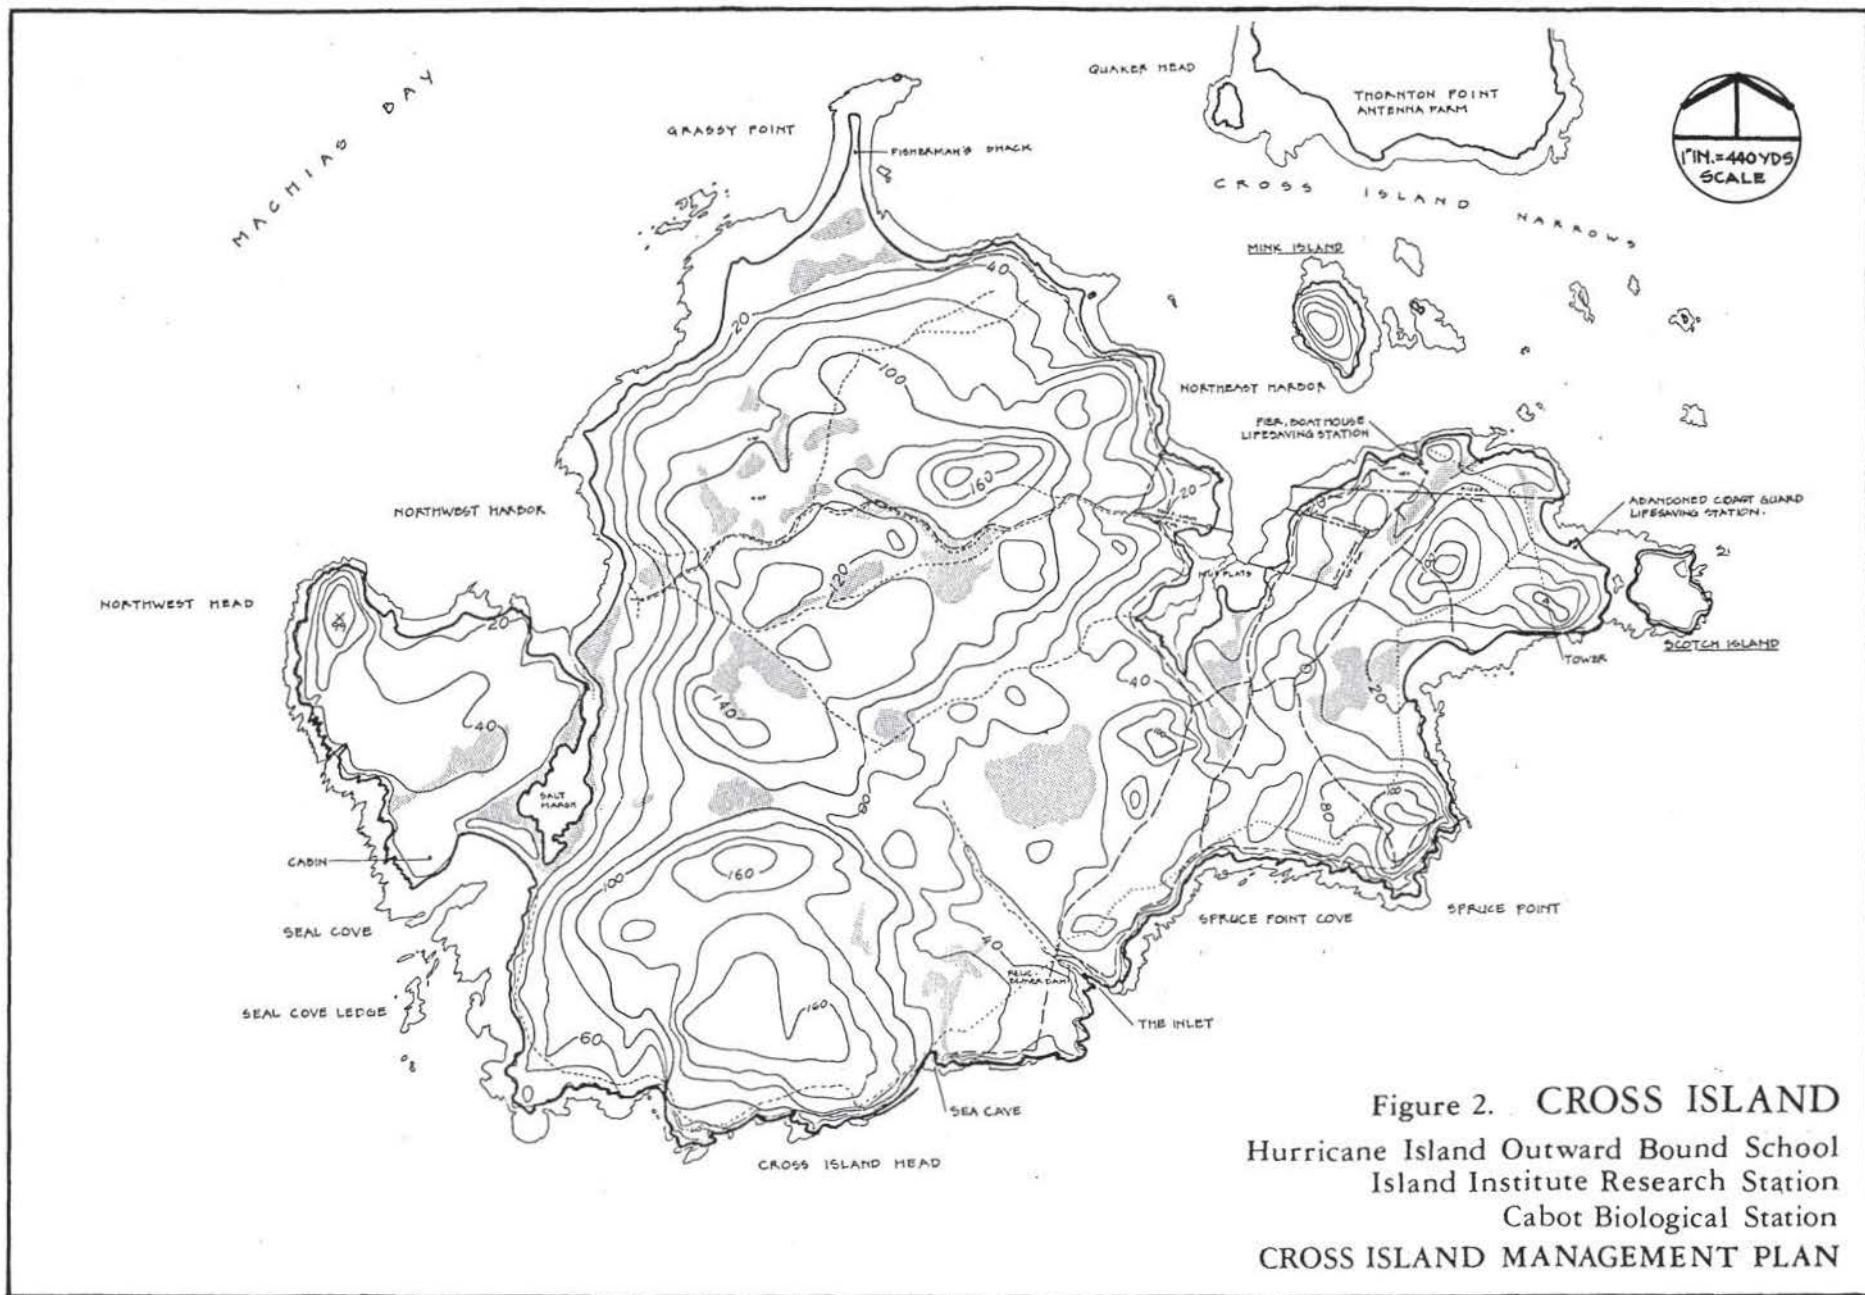 MACHIAS BAY
QUAKER HEAD
THORNTON POINT
ANTENNA FARM
GRASSY POINT
FISHERMAN'S SHACK
1" IN.=440 YDS
SCALE
CROSS ISLAND NARROWS
MINK ISLAND
40
20
100
NORTHEAST HARBOR
PIER, BOATHOUSE
LIFESAVING STATION
160
20
ABANDONED COAST GUARD
LIFESAVING STATION.
NORTHWEST HARBOR
120
MUD FLATS
NORTHWEST HEAD
99
20
SCOTCH ISLAND
TOWER
40
20
140
40
SALT
MARSH
80
80
100
CABIN
100
160
SPRUCE POINT COVE
SPRUCE POINT
SEAL COVE
40
SEAL COVE LEDGE
160
THE INLET
60
SEA CAVE
CROSS ISLAND HEAD
Figure 2. CROSS ISLAND
Hurricane Island Outward Bound School
Island Institute Research Station
Cabot Biological Station
CROSS ISLAND MANAGEMENT PLAN